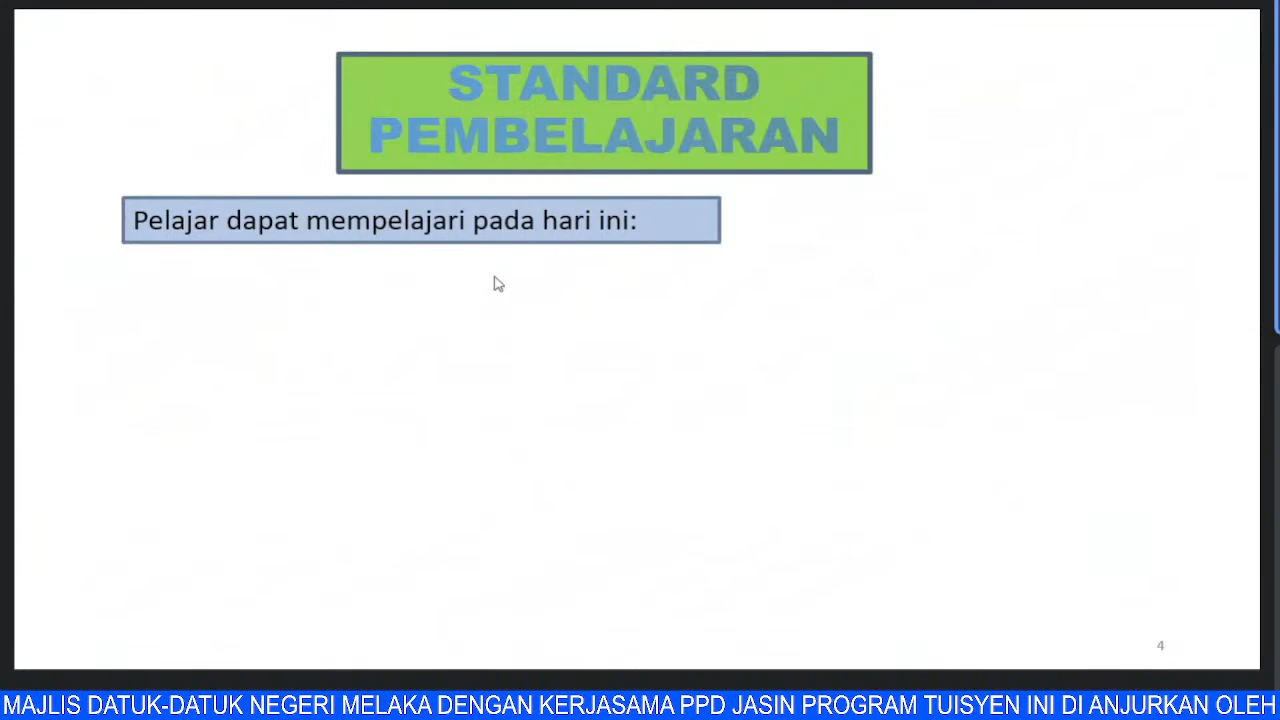 STANDARD
PEMBELAJARAN
Pelajar dapat mempelajari pada hari ini:
4
MAJLIS DATUK-DATUK NEGERI MELAKA DENGAN KERJASAMA PPD JASIN PROGRAM TUISYEN INI DI ANJURKAN OLEH